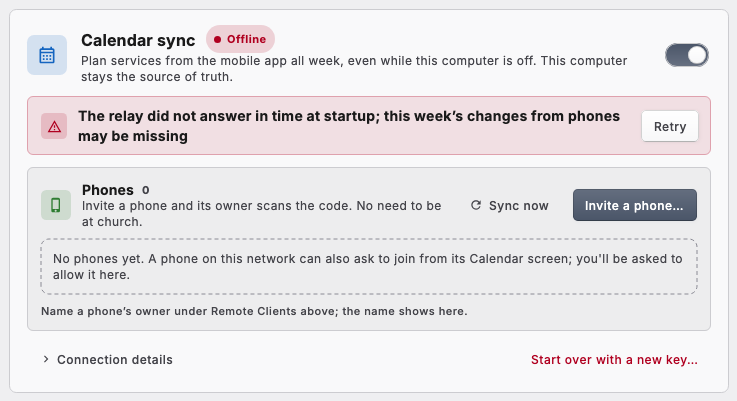 Calendar sync
Offline
Plan services from the mobile app all week, even while this computer is off. This computer
stays the source of truth.
The relay did not answer in time at startup; this week’s changes from phones
may be missing
Retry
Phones 0
Invite a phone and its owner scans the code. No need to be
at church.
Sync now
Invite a phone...
No phones yet. A phone on this network can also ask to join from its Calendar screen; you'll be asked to
allow it here.
Name a phone’s owner under Remote Clients above; the name shows here.
Connection details
Start over with a new key...